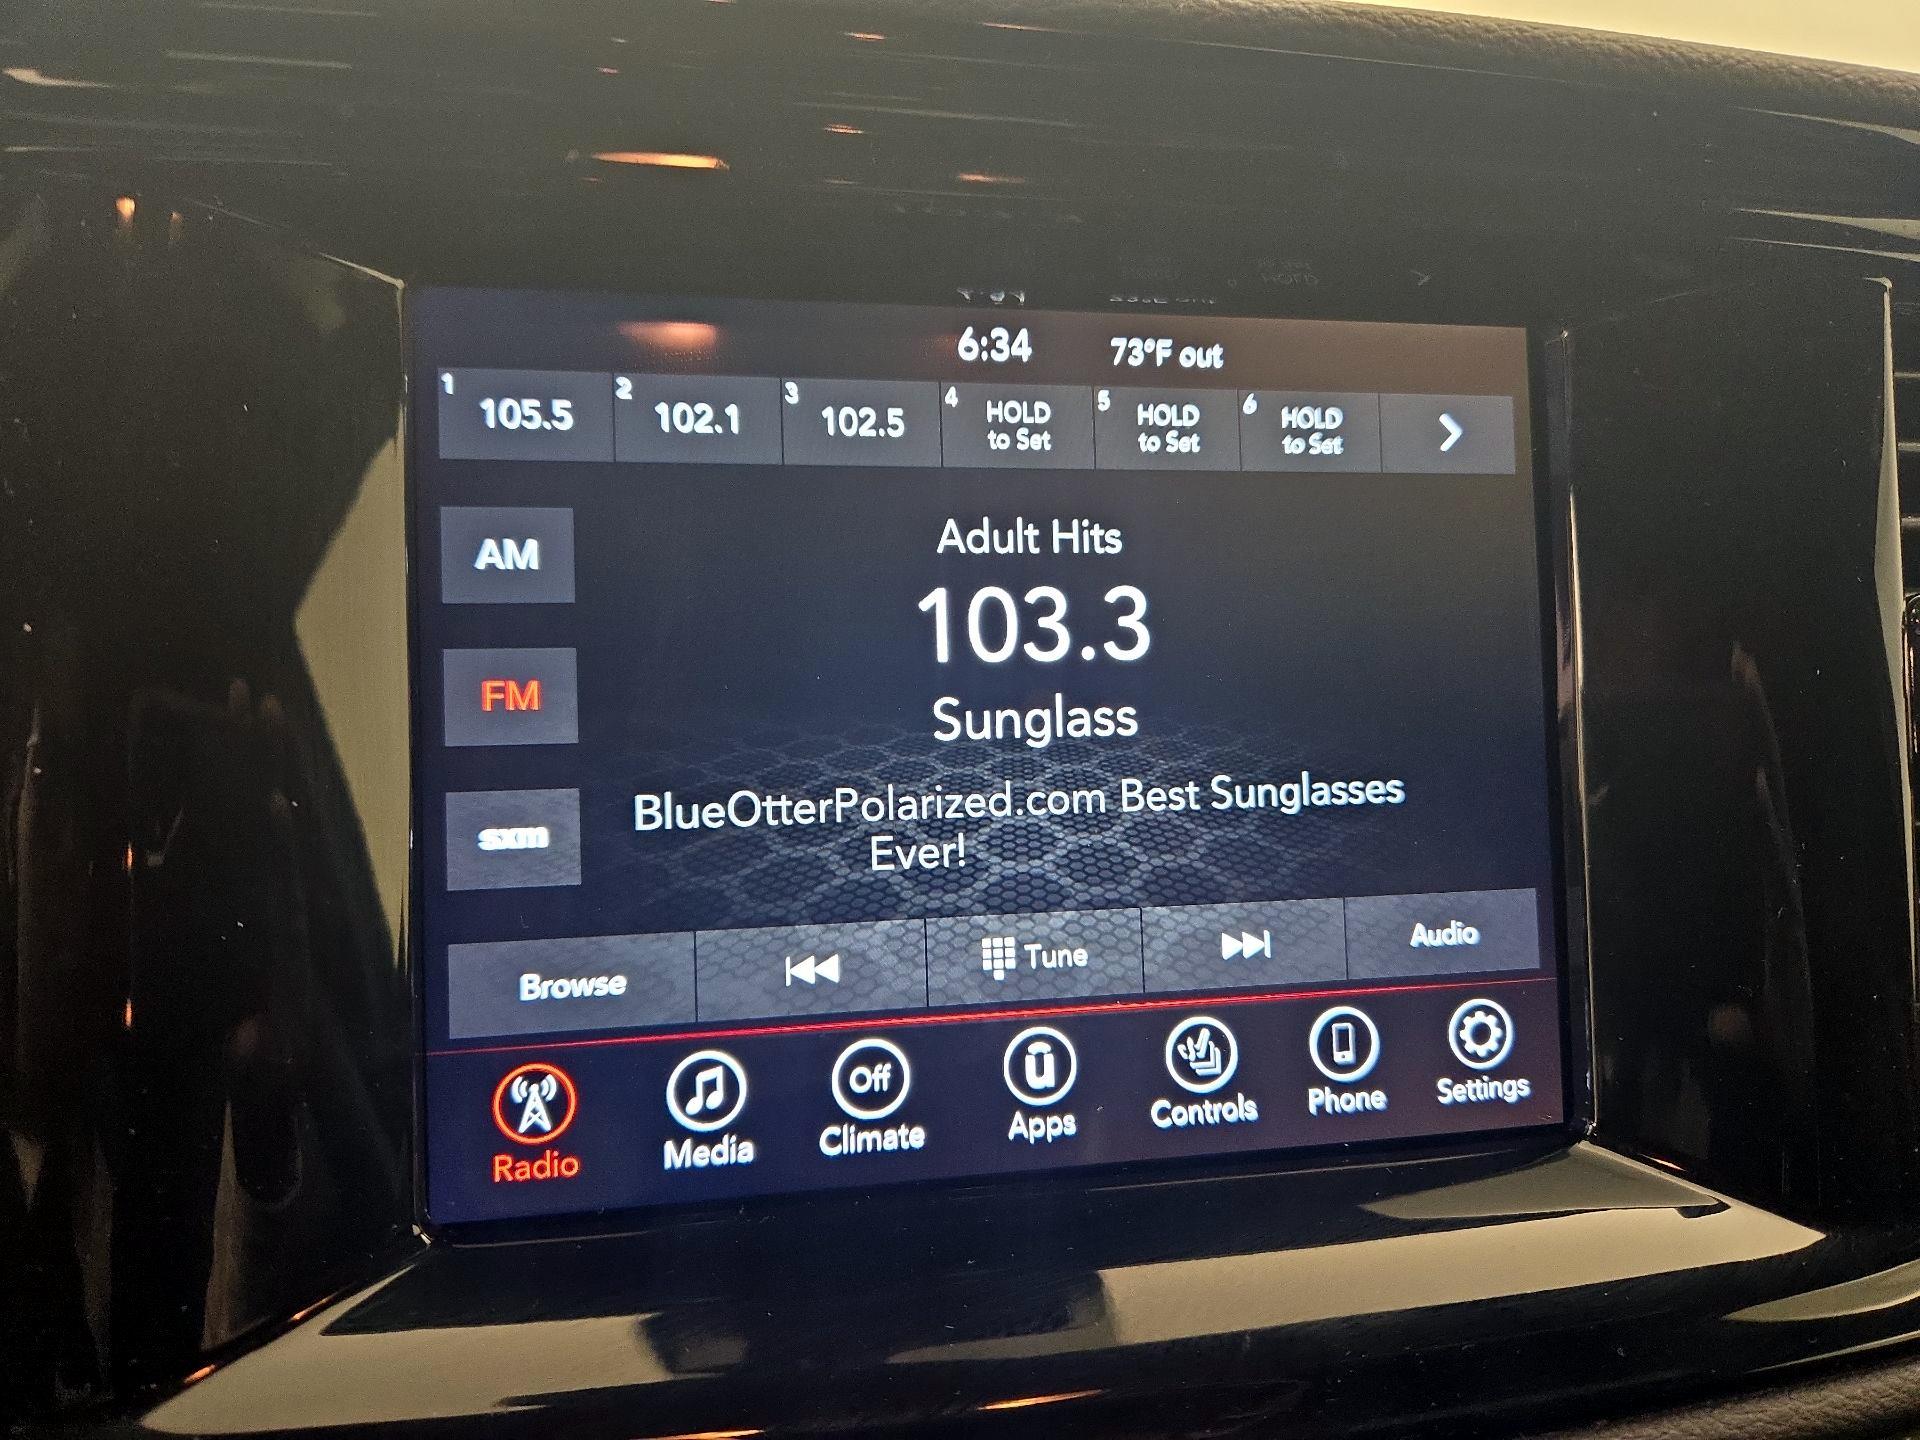 6:34 73°F out
1 105.5 2 102.1 3 102.5 4 HOLD to Set 5 HOLD to Set 6 HOLD to Set
AM
Adult Hits
103.3
FM
Sunglass
sxm
BlueOtterPolarized.com Best Sunglasses
Ever!
Browse Tune Audio
Off
Radio Media Climate Apps Controls Phone Settings